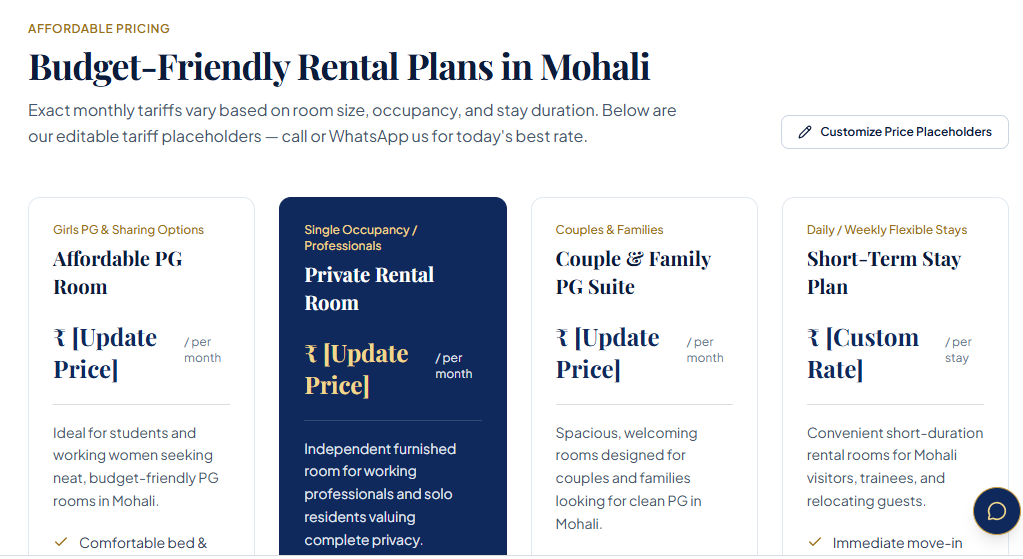 AFFORDABLE PRICING
Budget-Friendly Rental Plans in Mohali
Exact monthly tariffs vary based on room size, occupancy, and stay duration. Below are
our editable tariff placeholders — call or WhatsApp us for today's best rate.
Customize Price Placeholders
Girls PG & Sharing Options
Affordable PG
Room
₹ [Update
Price]
/ per
month
Ideal for students and
working women seeking
neat, budget-friendly PG
rooms in Mohali.
Comfortable bed &
Single Occupancy /
Professionals
Private Rental
Room
₹ [Update
Price]
/ per
month
Independent furnished
room for working
professionals and solo
residents valuing
complete privacy.
Couples & Families
Couple & Family
PG Suite
₹ [Update
Price]
/ per
month
Spacious, welcoming
rooms designed for
couples and families
looking for clean PG in
Mohali.
Daily / Weekly Flexible Stays
Short-Term Stay
Plan
₹ [Custom
Rate]
/ per
stay
Convenient short-duration
rental rooms for Mohali
visitors, trainees, and
relocating guests.
Immediate move-in